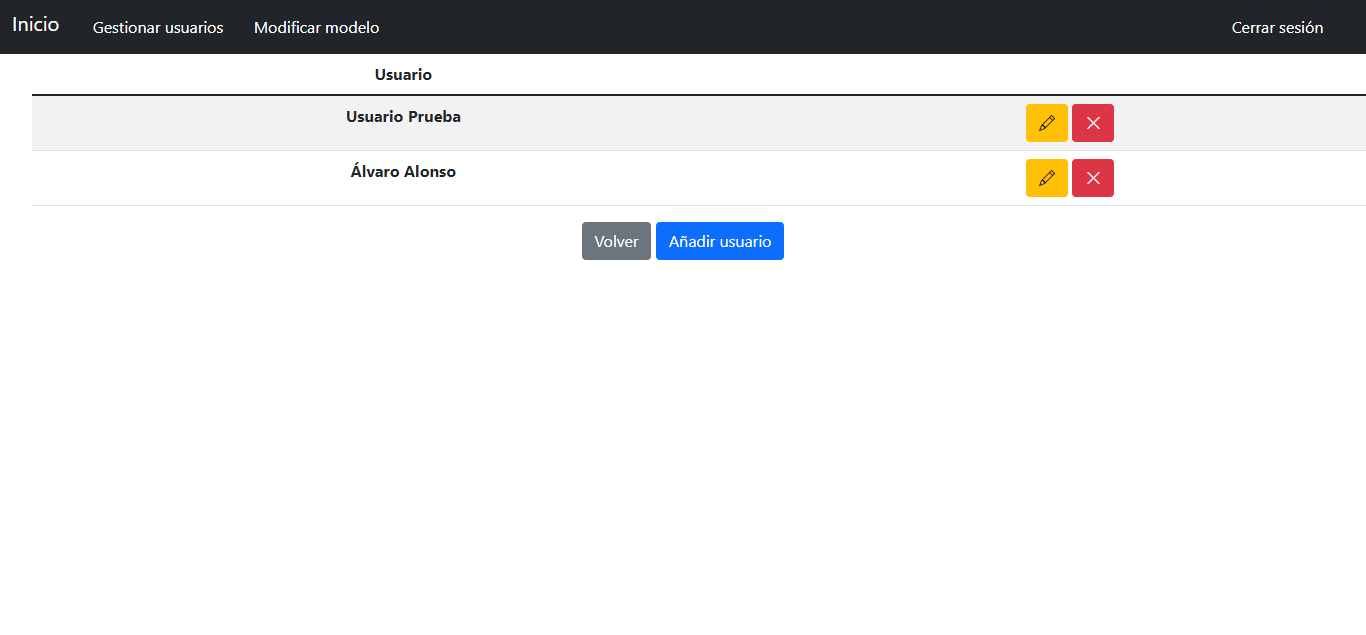 Inicio Gestionar usuarios Modificar modelo Cerrar sesión
Usuario
Usuario Prueba
Álvaro Alonso
Volver Añadir usuario